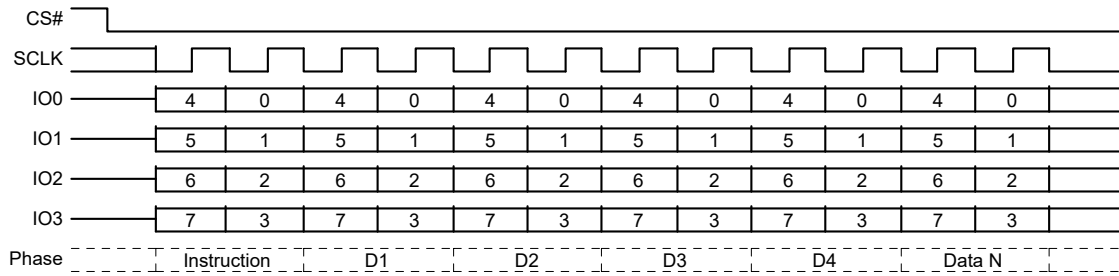 CS#
SCLK
IO0 4 0 4 0 4 0 4 0 4 0 4 0
IO1 5 1 5 1 5 1 5 1 5 1 5 1
IO2 6 2 6 2 6 2 6 2 6 2 6 2
IO3 7 3 7 3 7 3 7 3 7 3 7 3
Phase Instruction D1 D2 D3 D4 Data N